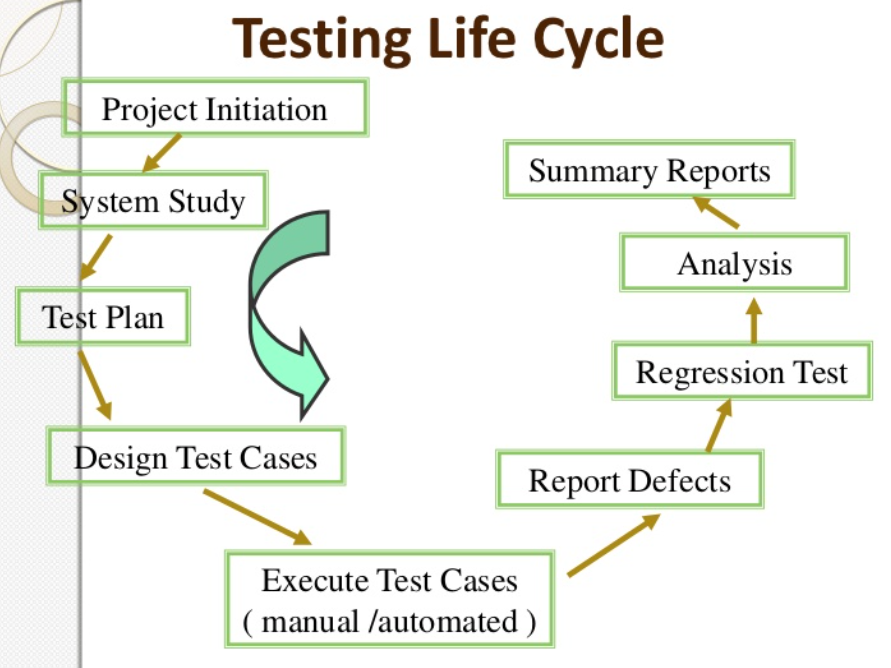 Testing Life Cycle
Project Initiation
System Study
Test Plan
Design Test Cases
Execute Test Cases
( manual /automated )
Report Defects
Regression Test
Analysis
Summary Reports